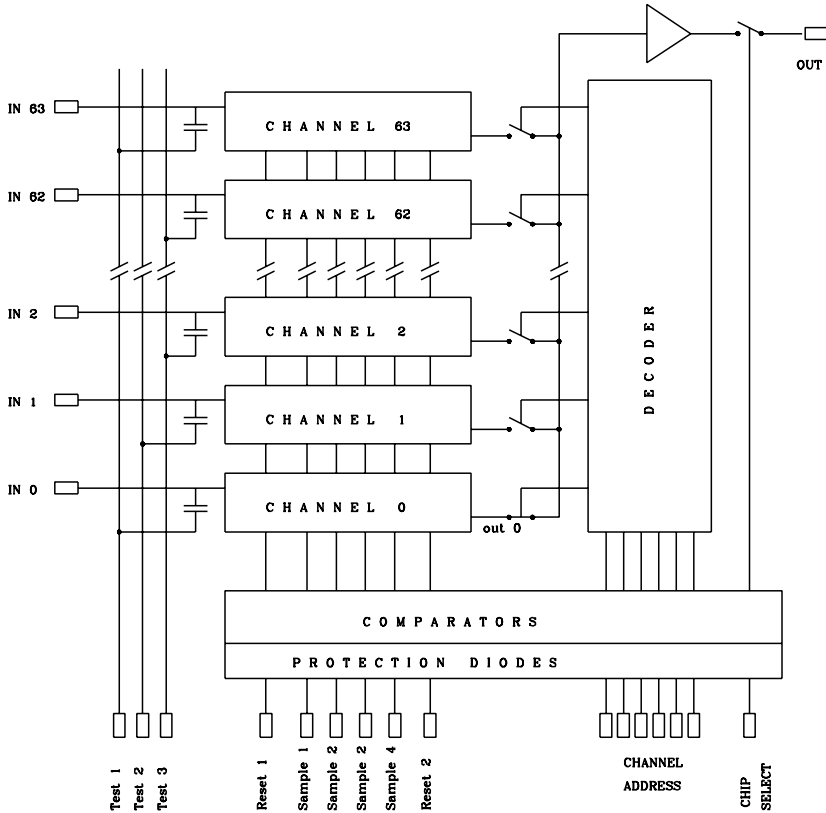 OUT
IN 63
CHANNEL 63
IN 62
CHANNEL 62
IN 2
CHANNEL 2
DECODER
IN 1
CHANNEL 1
IN 0
CHANNEL 0
out 0
COMPARATORS
PROTECTION DIODES
Test 1
Test 2
Test 3
Reset 1
Sample 1
Sample 2
Sample 2
Sample 4
Reset 2
CHANNEL
ADDRESS
CHIP
SELECT